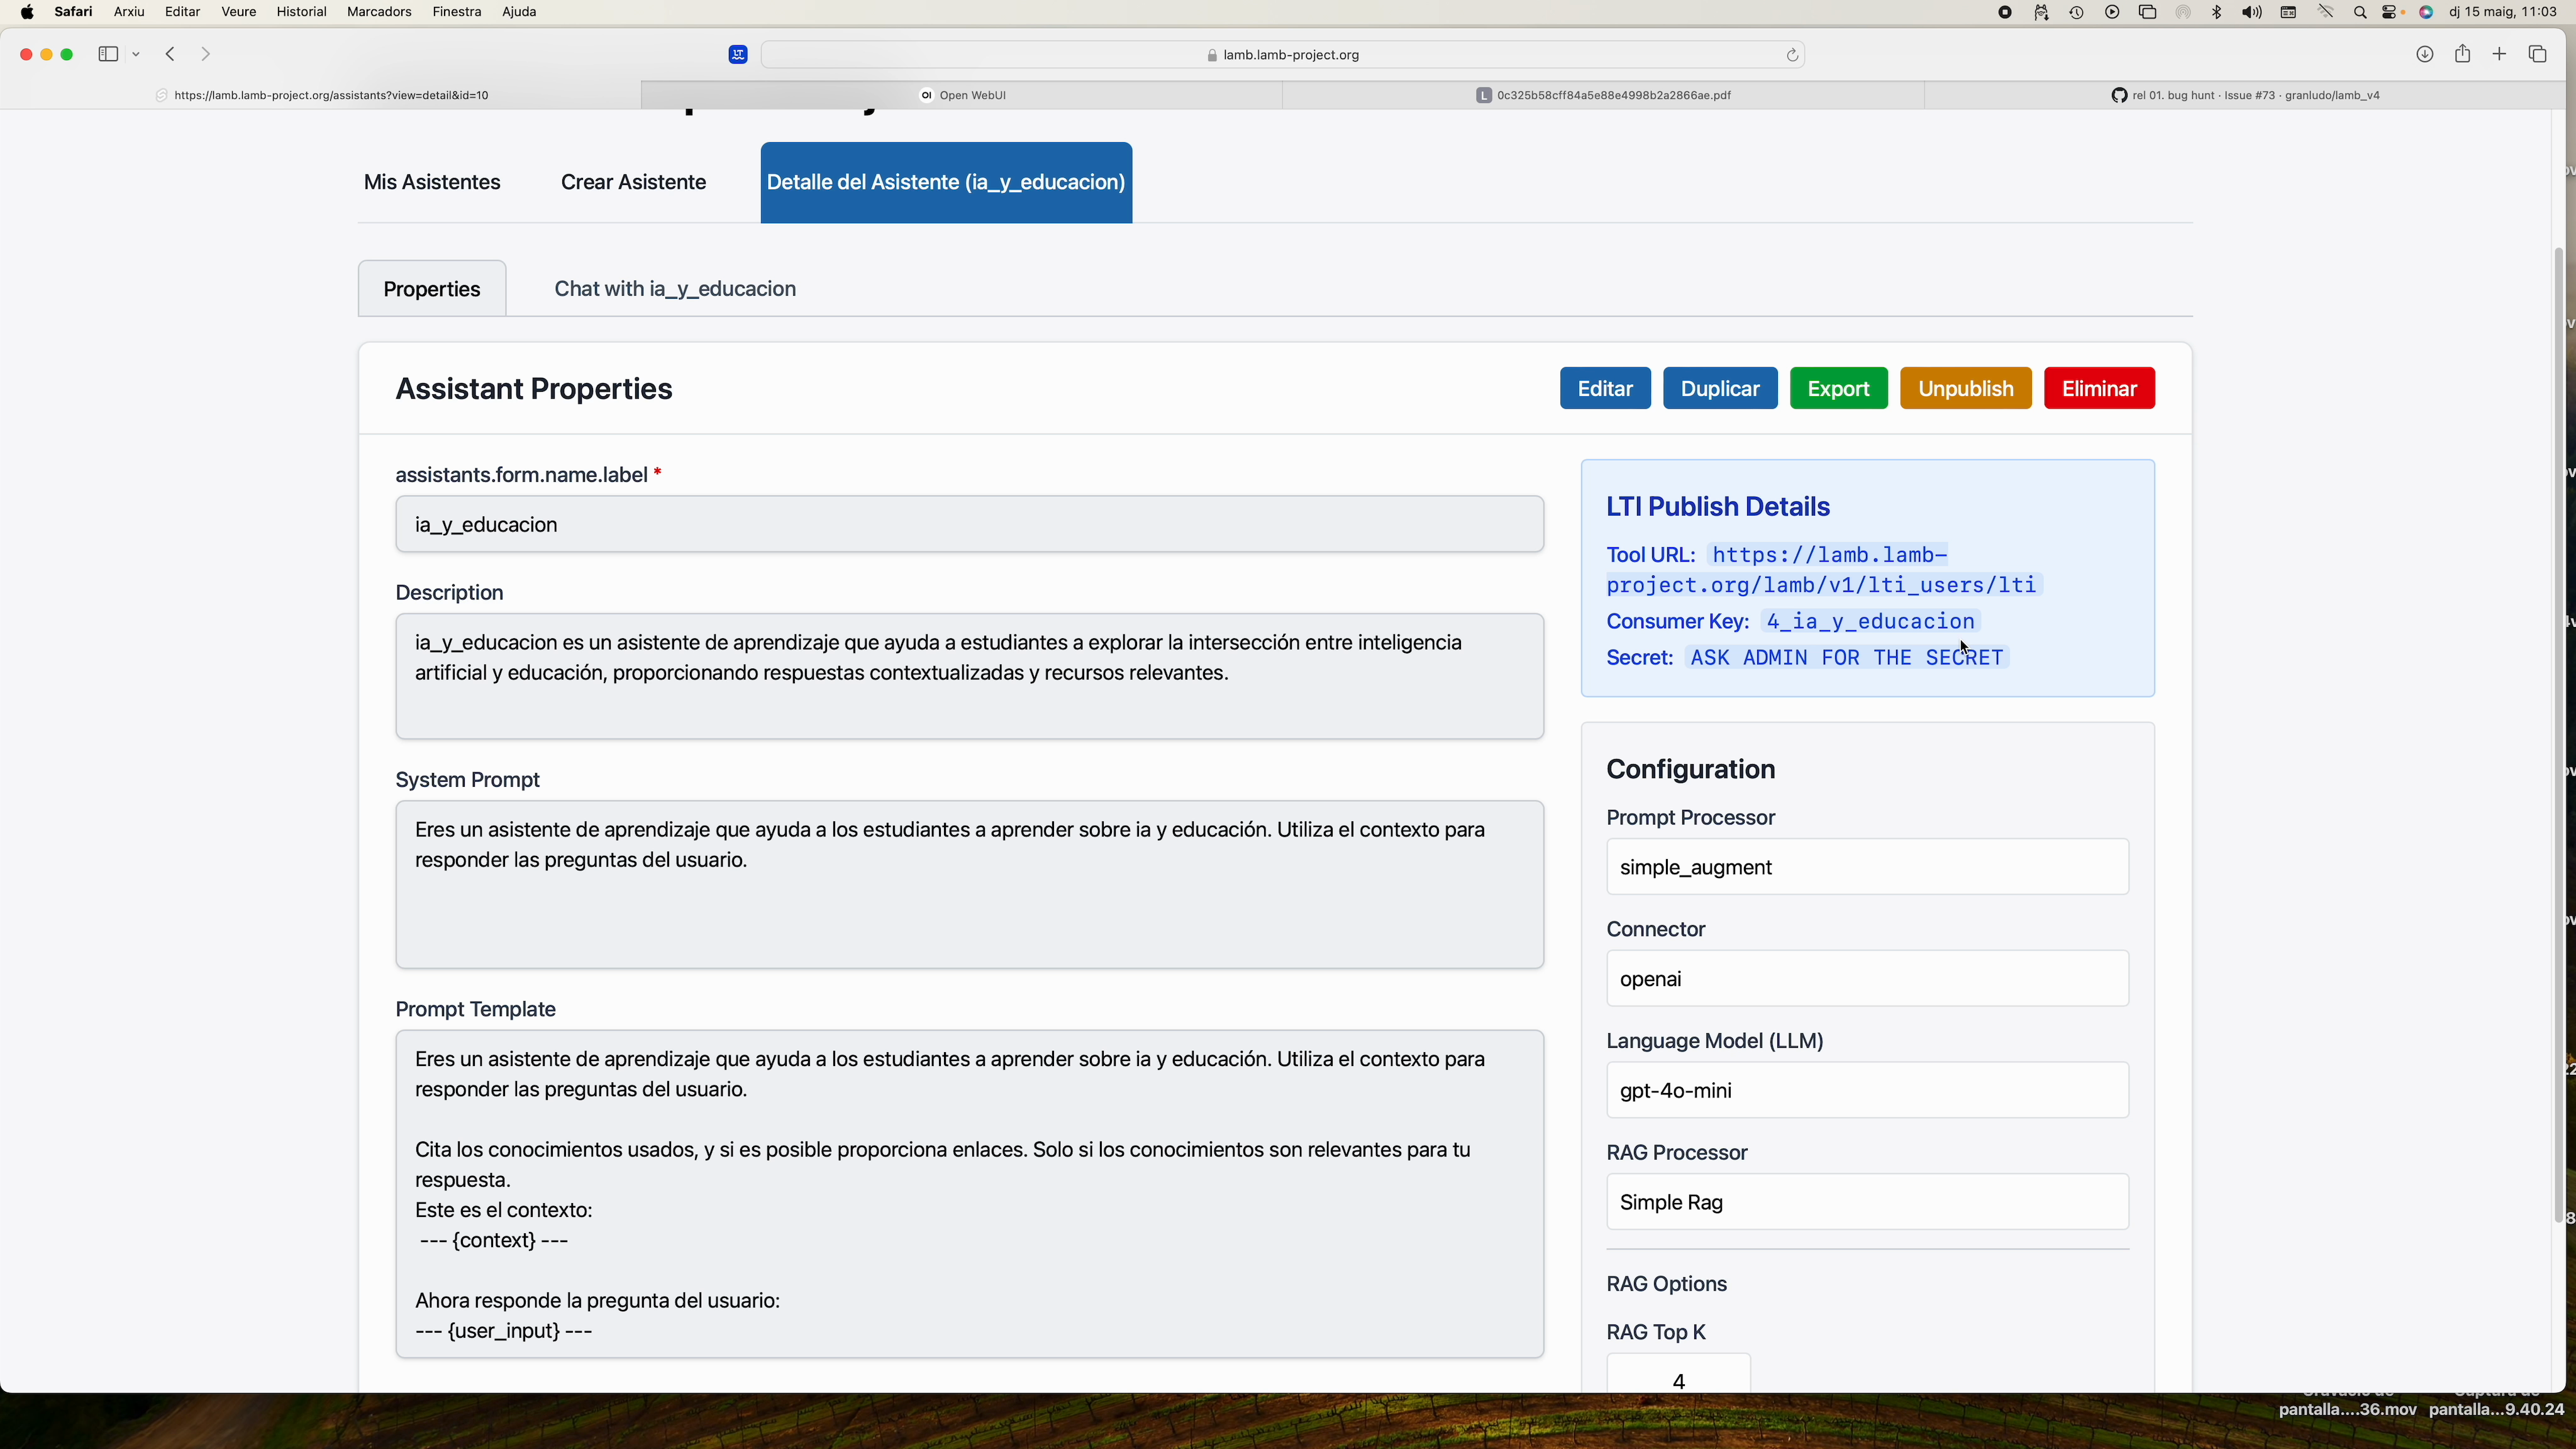 Safari Arxiu Editar Veure Historial Marcadors Finestra Ajuda dj 15 maig, 11:03
lamb.lamb-project.org
https://lamb.lamb-project.org/assistants?view=detail&id=10
Open WebUI
0c325b58cff84a5e88e4998b2a2866ae.pdf
rel 01. bug hunt · Issue #73 · granludo/lamb_v4
Mis Asistentes
Crear Asistente
Detalle del Asistente (ia_y_educacion)
Properties
Chat with ia_y_educacion
Assistant Properties
Editar
Duplicar
Export
Unpublish
Eliminar
assistants.form.name.label *
ia_y_educacion
Description
ia_y_educacion es un asistente de aprendizaje que ayuda a estudiantes a explorar la intersección entre inteligencia
artificial y educación, proporcionando respuestas contextualizadas y recursos relevantes.
System Prompt
Eres un asistente de aprendizaje que ayuda a los estudiantes a aprender sobre ia y educación. Utiliza el contexto para
responder las preguntas del usuario.
Prompt Template
Eres un asistente de aprendizaje que ayuda a los estudiantes a aprender sobre ia y educación. Utiliza el contexto para
responder las preguntas del usuario.
Cita los conocimientos usados, y si es posible proporciona enlaces. Solo si los conocimientos son relevantes para tu
respuesta.
Este es el contexto:
--- {context} ---
Ahora responde la pregunta del usuario:
--- {user_input} ---
LTI Publish Details
Tool URL: https://lamb.lamb-
project.org/lamb/v1/lti_users/lti
Consumer Key: 4_ia_y_educacion
Secret: ASK ADMIN FOR THE SECRET
Configuration
Prompt Processor
simple_augment
Connector
openai
Language Model (LLM)
gpt-4o-mini
RAG Processor
Simple Rag
RAG Options
RAG Top K
4
pantalla....36.mov pantalla...9.40.24